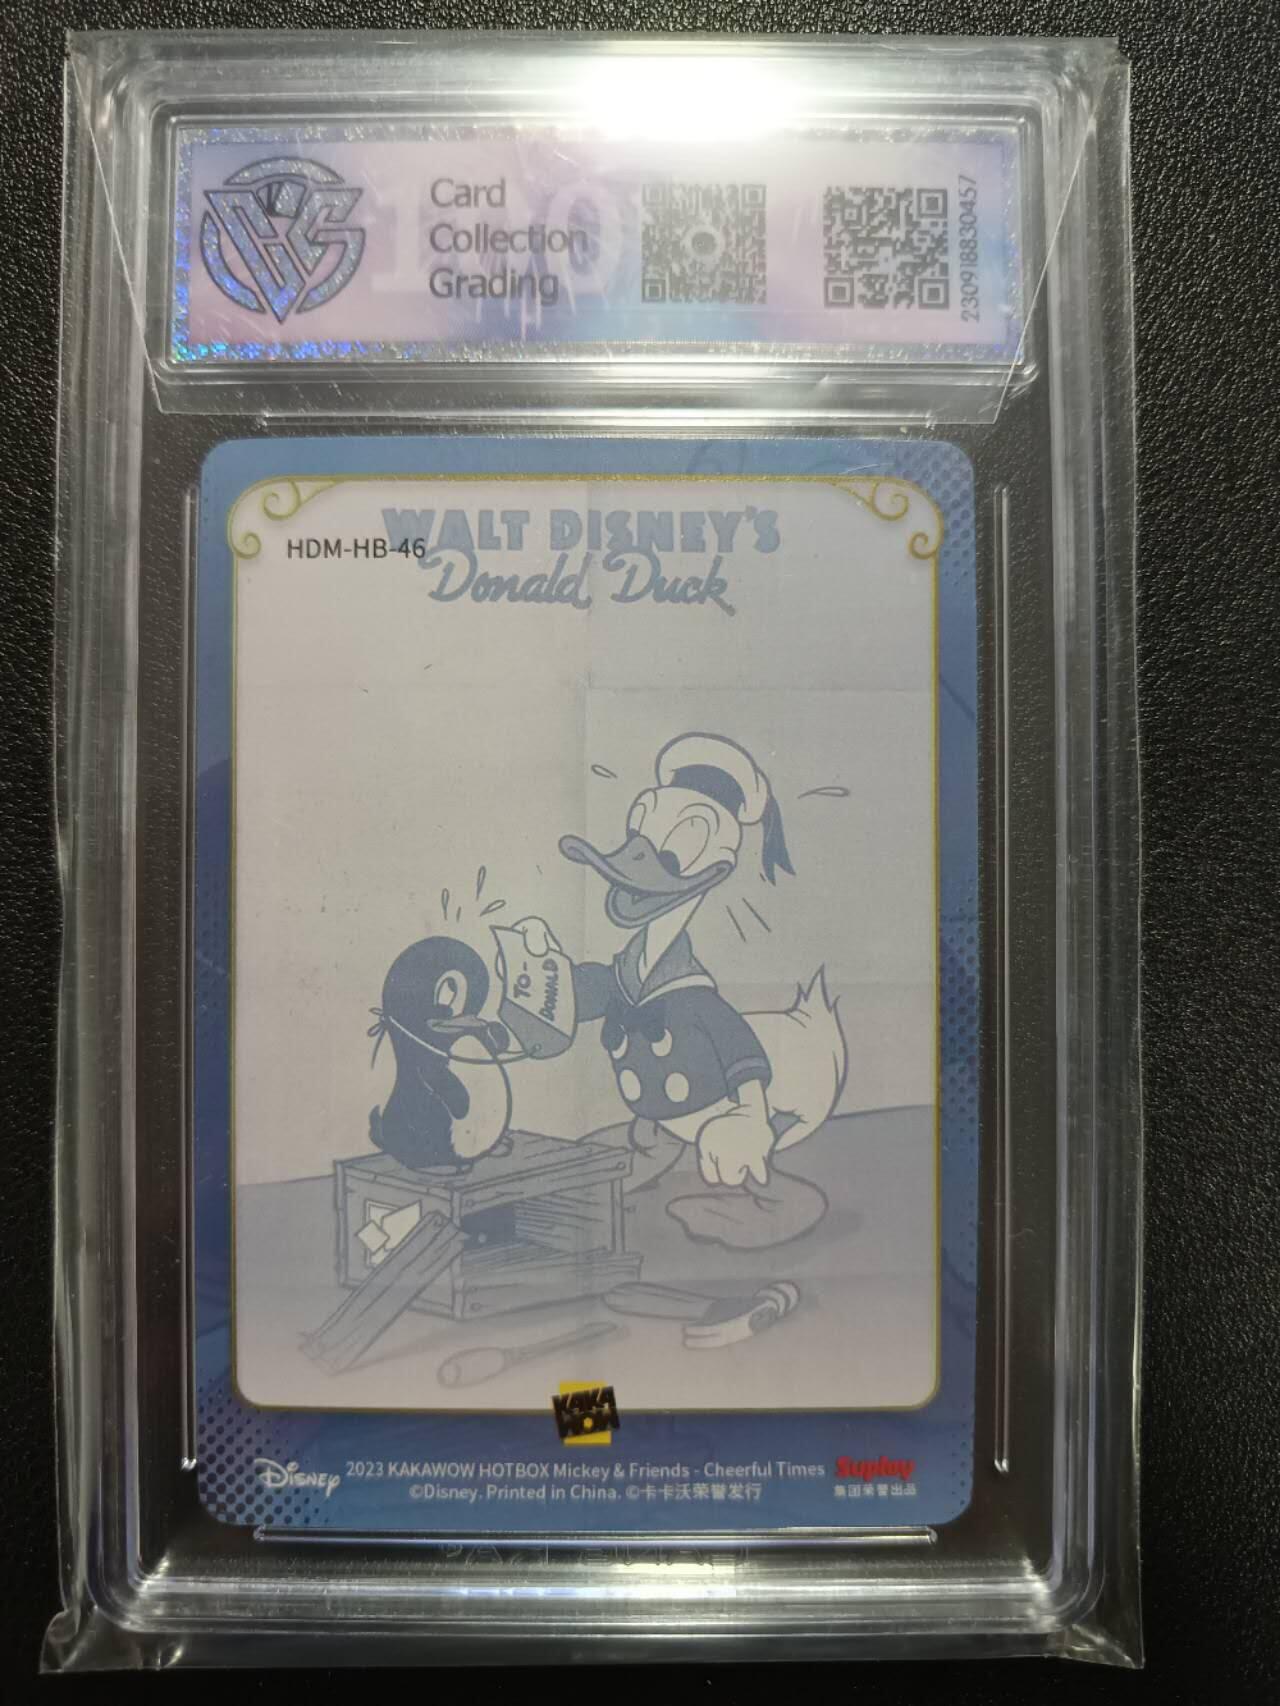 Card
Collection
Grading
2309188830457
WALT DISNEY'S
HDM-HB-46
Donald Duck
TO-
DONALD
KAKA
WOW
Disney
2023 KAKAWOW HOTBOX Mickey & Friends - Cheerful Times
©Disney. Printed in China. ©卡卡沃荣誉发行
Suplay
集团荣誉出品